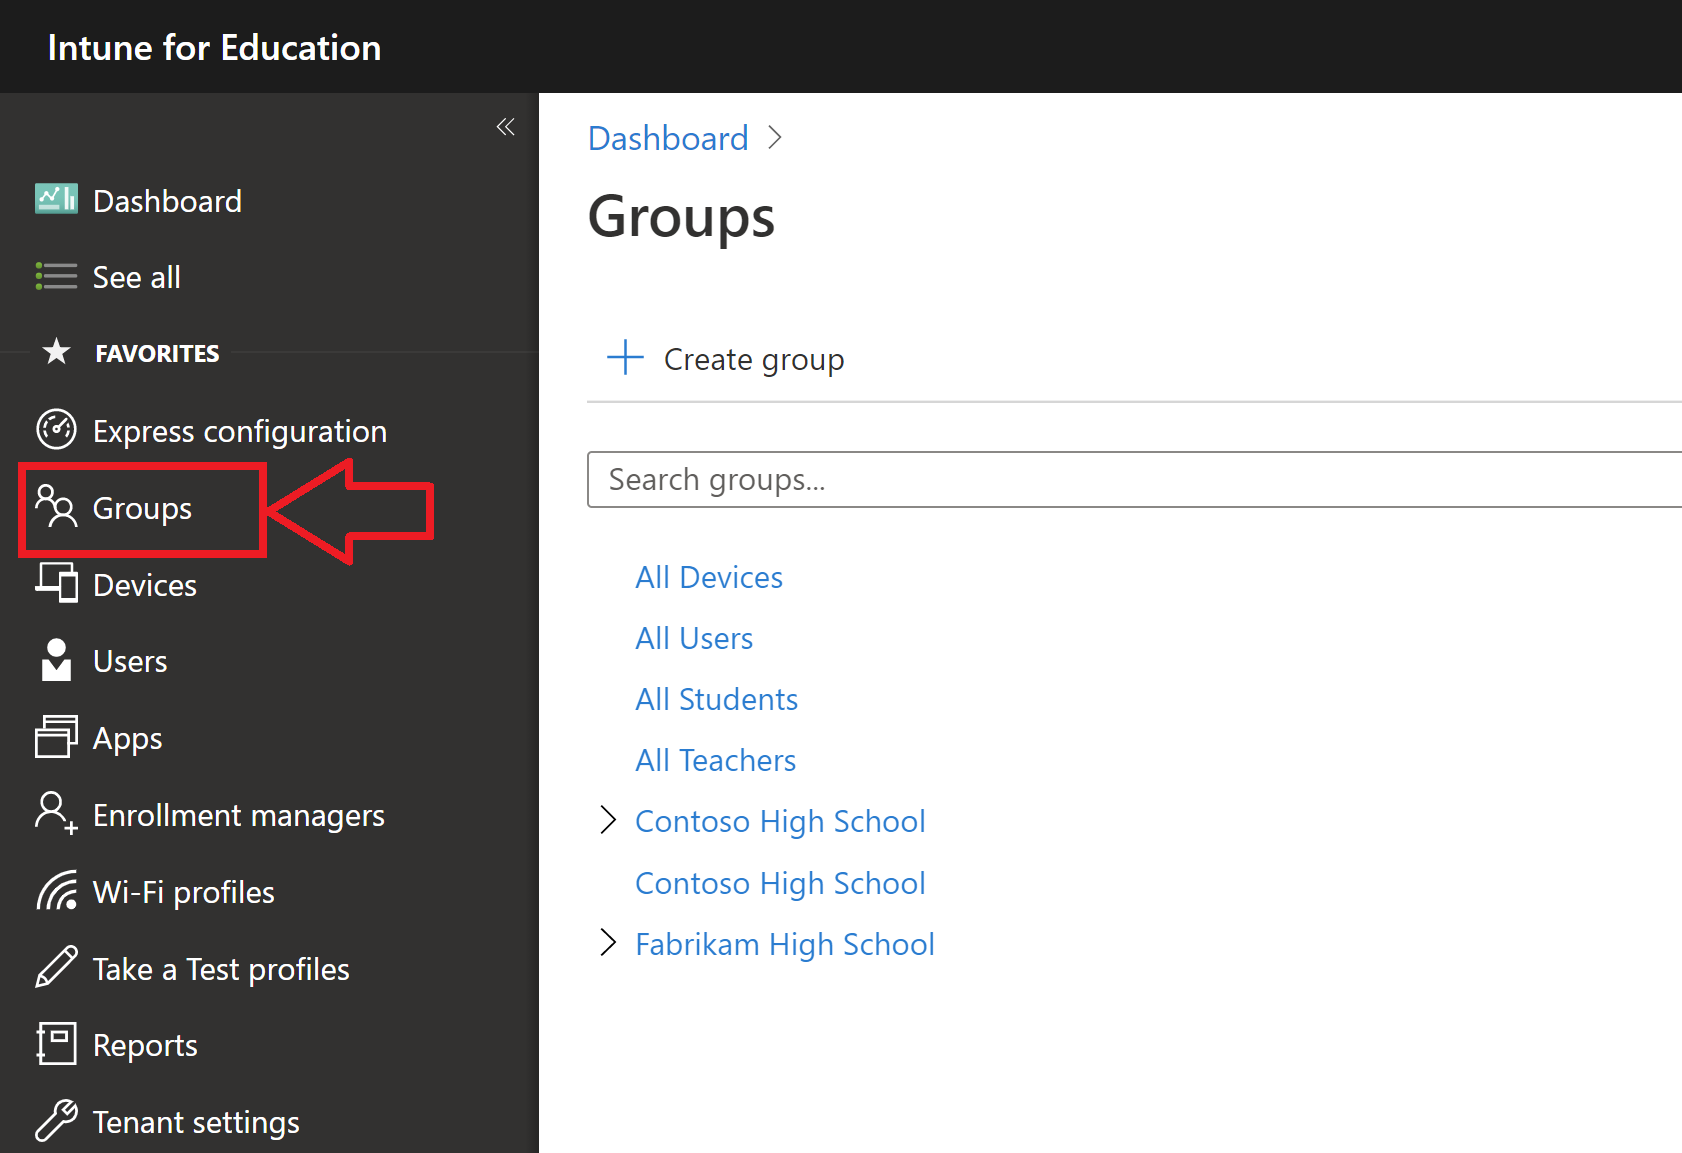 Intune for Education
Dashboard
See all
FAVORITES
Express configuration
Groups
Devices
Users
Apps
Enrollment managers
Wi-Fi profiles
Take a Test profiles
Reports
Tenant settings
Dashboard
Groups
Create group
Search groups...
All Devices
All Users
All Students
All Teachers
Contoso High School
Contoso High School
Fabrikam High School